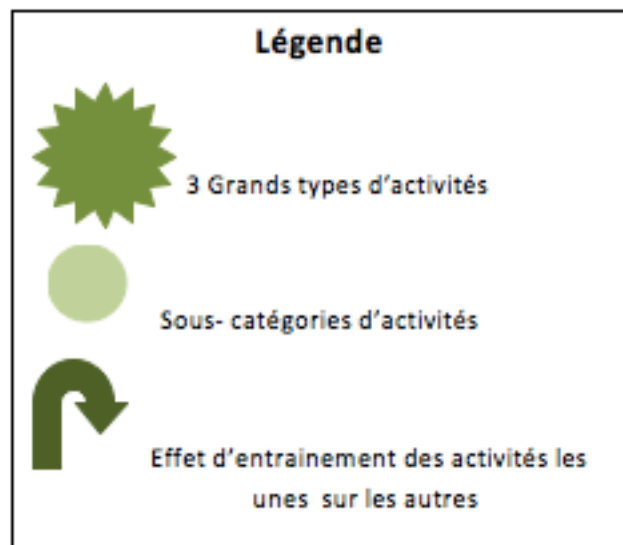 Légende
3 Grands types d’activités
Sous- catégories d’activités
Effet d’entrainement des activités les
unes sur les autres